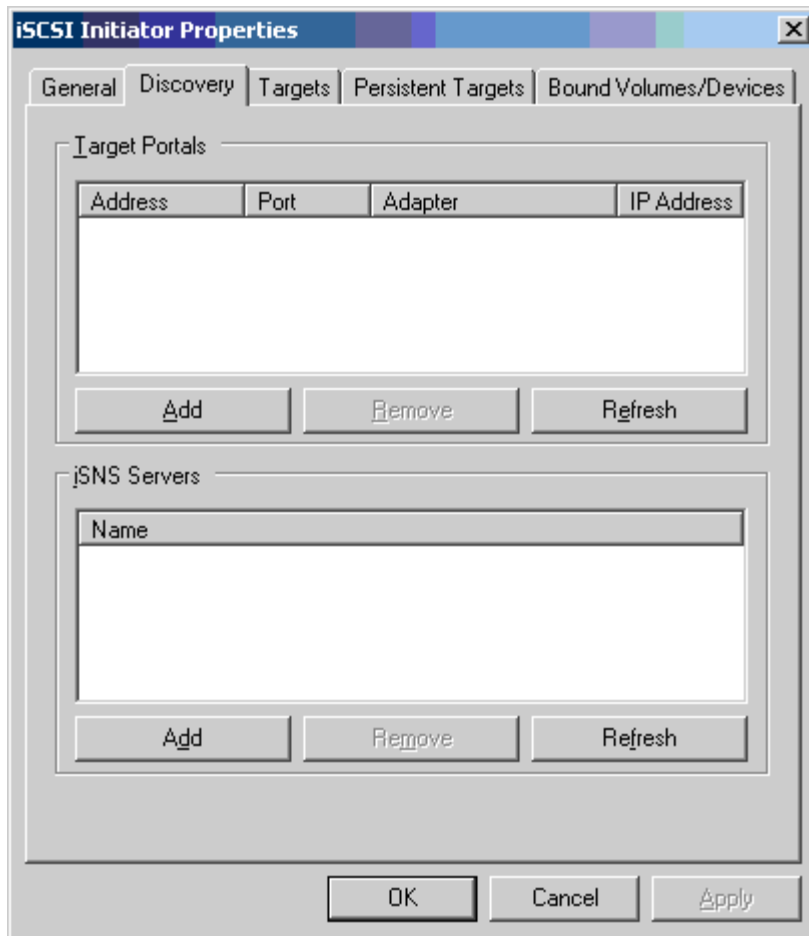 iSCSI Initiator Properties
General Discovery Targets Persistent Targets Bound Volumes/Devices
Target Portals
Address Port Adapter IP Address
Add Remove Refresh
iSNS Servers
Name
Add Remove Refresh
OK Cancel Apply